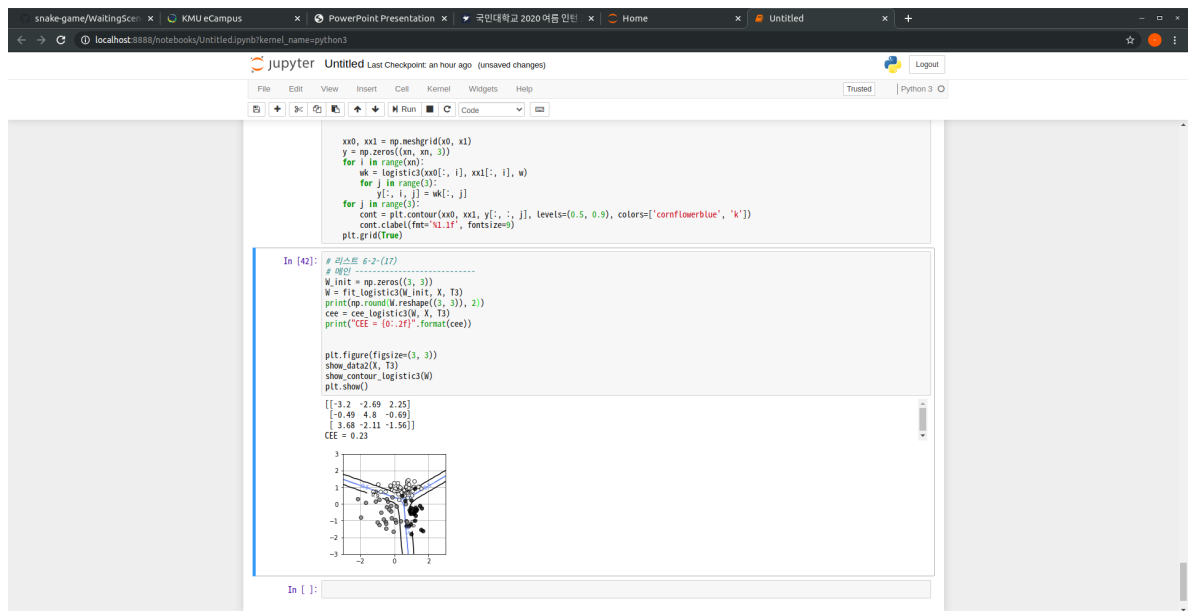 snake-game/WaitingScen
KMU eCampus
PowerPoint Presentation
국민대학교 2020 여름 인턴
Home
Untitled
localhost:8888/notebooks/Untitled.ipynb?kernel_name=python3
jupyter Untitled Last Checkpoint: an hour ago (unsaved changes)
Logout
File Edit View Insert Cell Kernel Widgets Help
Trusted Python 3
Run Code
xx0, xx1 = np.meshgrid(x0, x1)
y = np.zeros((xn, xn, 3))
for i in range(xn):
wk = logistic3(xx0[:, i], xx1[:, i], w)
for j in range(3):
y[:, i, j] = wk[:, j]
for j in range(3):
cont = plt.contour(xx0, xx1, y[:, :, j], levels=(0.5, 0.9), colors=['cornflowerblue', 'k'])
cont.clabel(fmt='%1.1f', fontsize=9)
plt.grid(True)
In [42]:
# 리스트 6-2-(17)
# 메인 ----------------------------
W_init = np.zeros((3, 3))
W = fit_logistic3(W_init, X, T3)
print(np.round(W.reshape((3, 3)), 2))
cee = cee_logistic3(W, X, T3)
print("CEE = {0:.2f}".format(cee))
plt.figure(figsize=(3, 3))
show_data2(X, T3)
show_contour_logistic3(W)
plt.show()
[[-3.2 -2.69 2.25]
[-0.49 4.8 -0.69]
[ 3.68 -2.11 -1.56]]
CEE = 0.23
3
2
1
0
-1
-2
-3
-2 0 2
In [ ]: